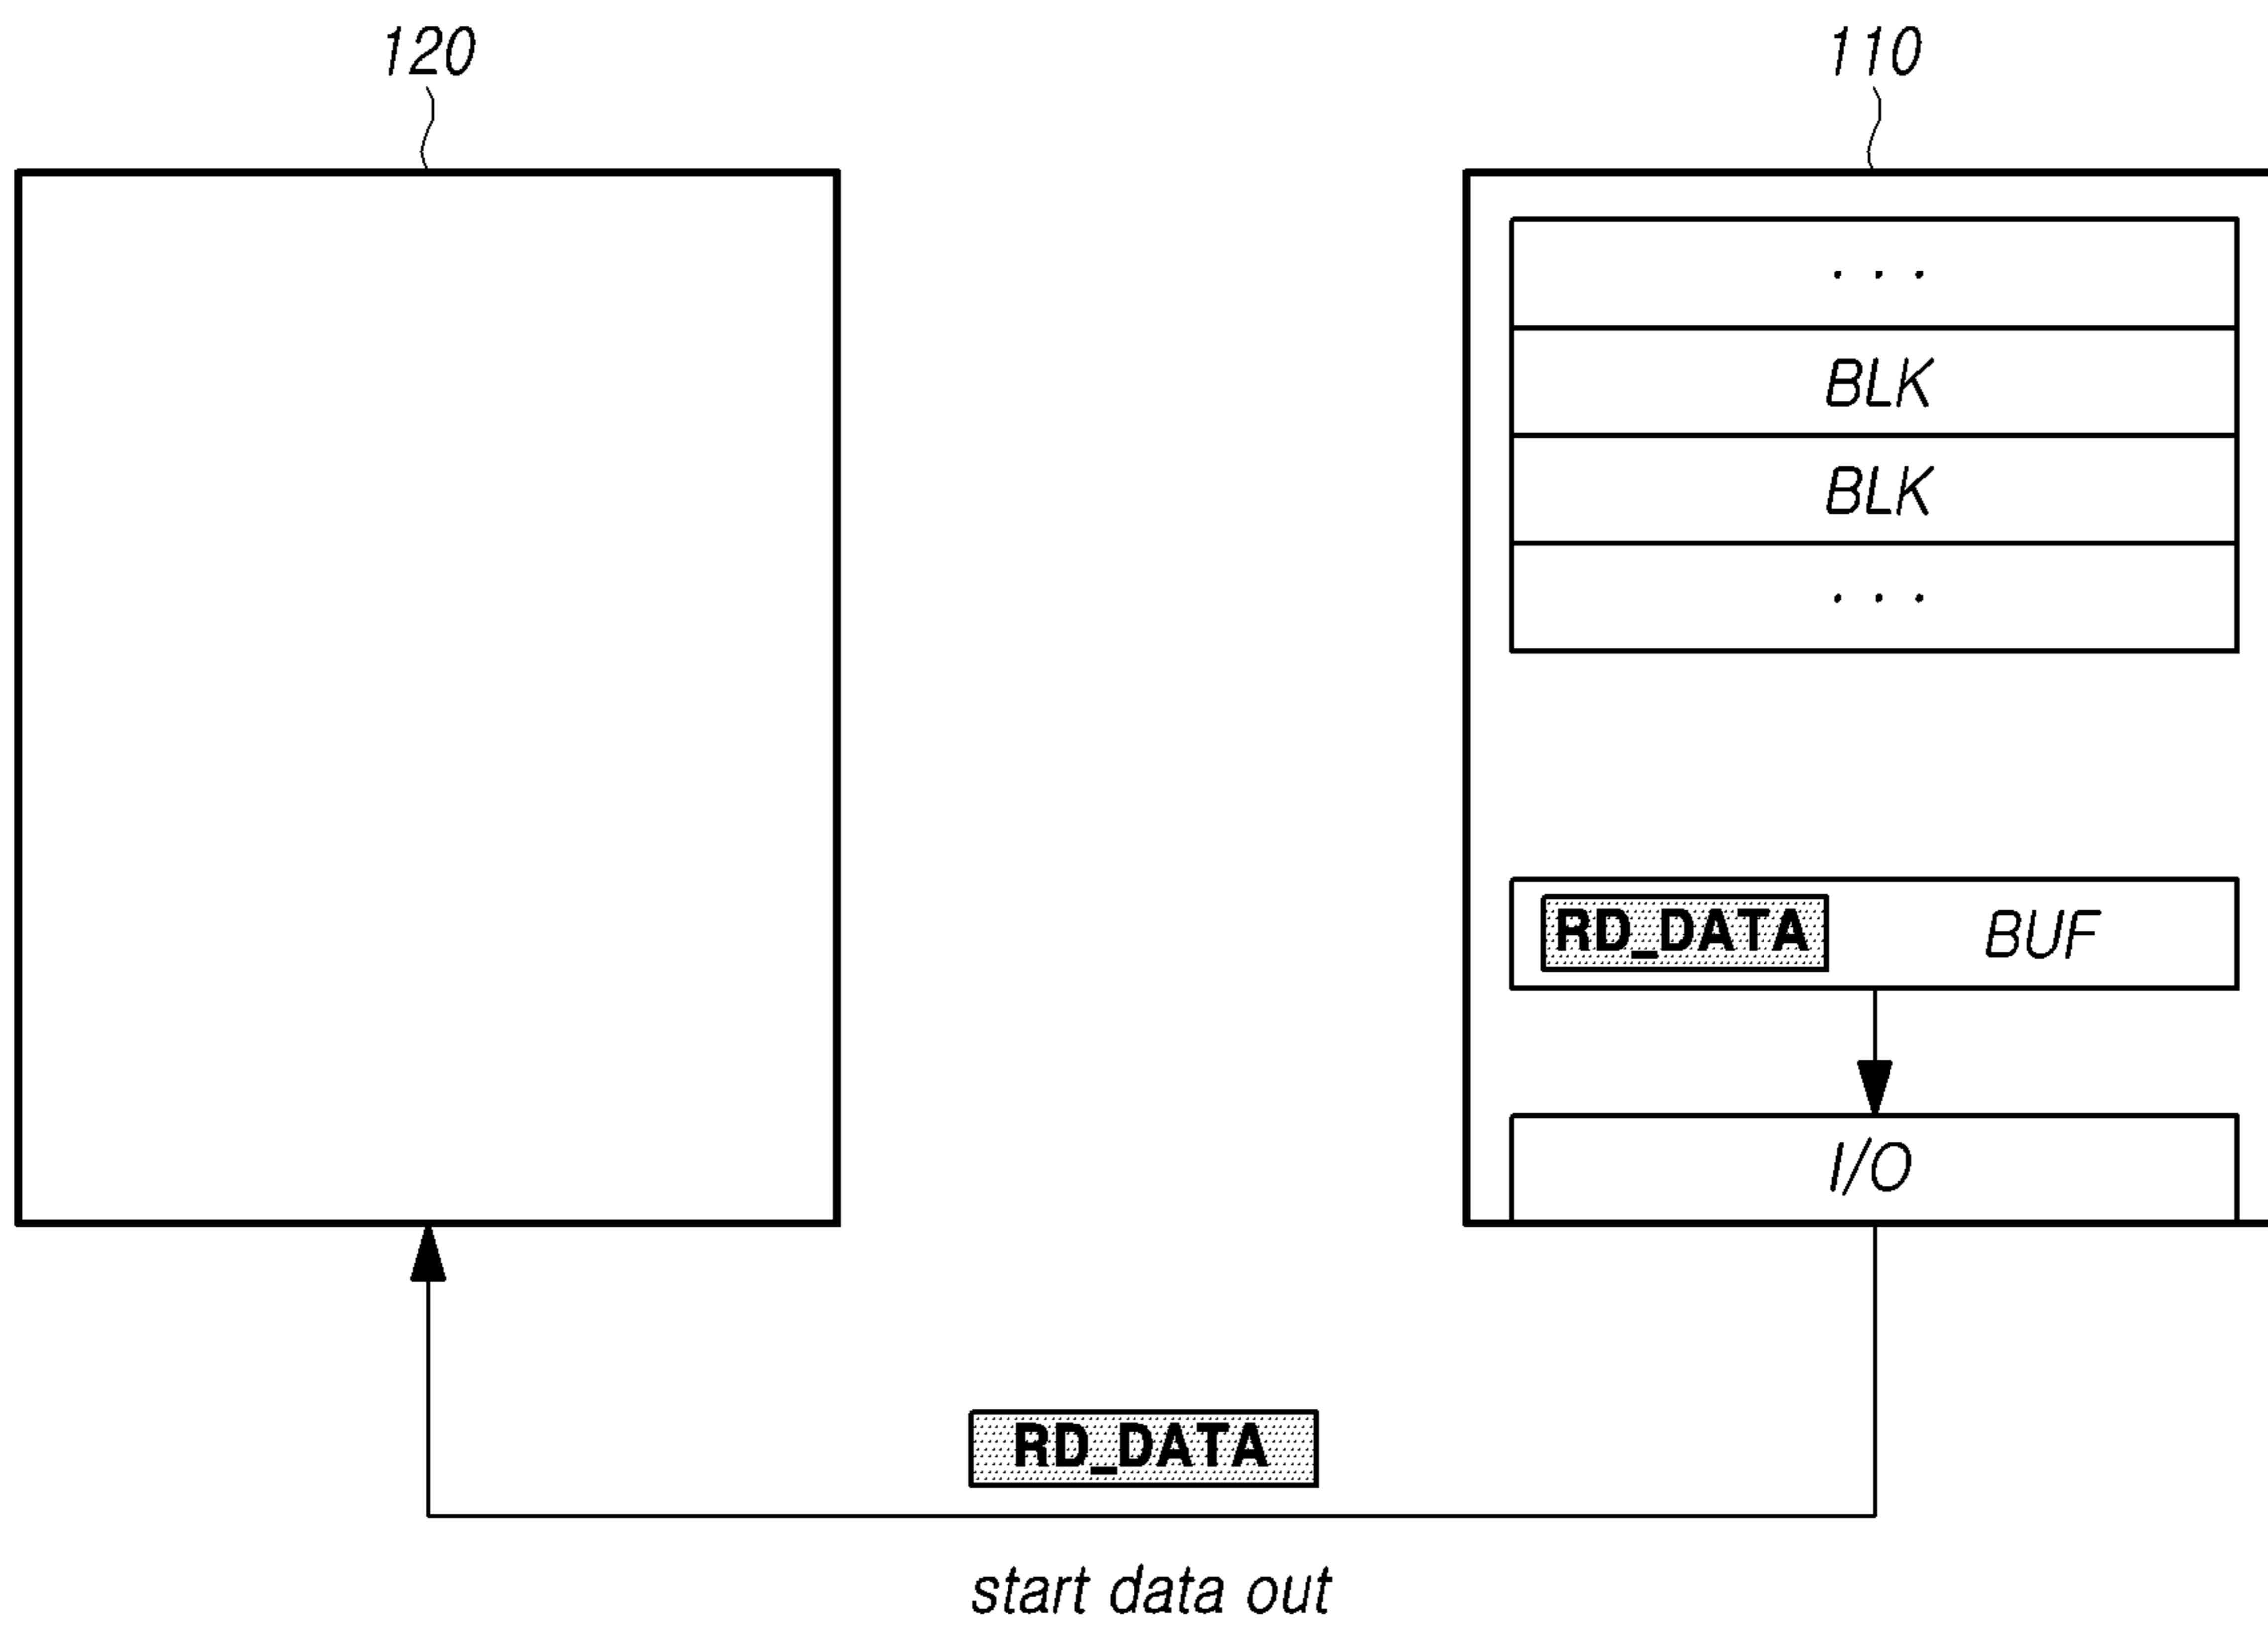 120
110
. . .
BLK
BLK
. . .
RD_DATA
BUF
I/O
RD_DATA
start data out